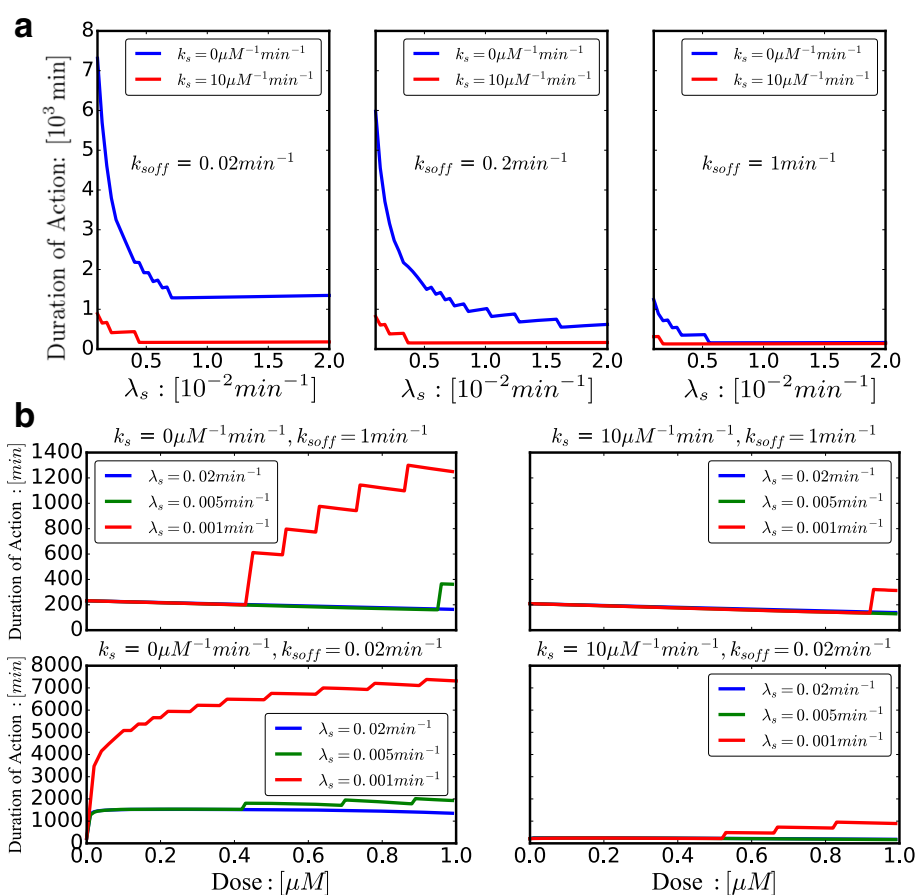 a
Duration of Action: [10³ min]
8
7
6
5
4
3
2
1
0
k_s = 0μM⁻¹min⁻¹
k_s = 10μM⁻¹min⁻¹
k_soff = 0.02min⁻¹
0.5 1.0 1.5 2.0
λ_s : [10⁻²min⁻¹]
k_s = 0μM⁻¹min⁻¹
k_s = 10μM⁻¹min⁻¹
k_soff = 0.2min⁻¹
0.5 1.0 1.5 2.0
λ_s : [10⁻²min⁻¹]
k_s = 0μM⁻¹min⁻¹
k_s = 10μM⁻¹min⁻¹
k_soff = 1min⁻¹
0.5 1.0 1.5 2.0
λ_s : [10⁻²min⁻¹]
b
k_s = 0μM⁻¹min⁻¹, k_soff = 1min⁻¹
Duration of Action : [min]
1400
1200
1000
800
600
400
200
0
λ_s = 0.02min⁻¹
λ_s = 0.005min⁻¹
λ_s = 0.001min⁻¹
k_s = 10μM⁻¹min⁻¹, k_soff = 1min⁻¹
λ_s = 0.02min⁻¹
λ_s = 0.005min⁻¹
λ_s = 0.001min⁻¹
k_s = 0μM⁻¹min⁻¹, k_soff = 0.02min⁻¹
Duration of Action : [min]
8000
7000
6000
5000
4000
3000
2000
1000
0
λ_s = 0.02min⁻¹
λ_s = 0.005min⁻¹
λ_s = 0.001min⁻¹
0.0 0.2 0.4 0.6 0.8 1.0
Dose : [μM]
k_s = 10μM⁻¹min⁻¹, k_soff = 0.02min⁻¹
λ_s = 0.02min⁻¹
λ_s = 0.005min⁻¹
λ_s = 0.001min⁻¹
0.0 0.2 0.4 0.6 0.8 1.0
Dose : [μM]